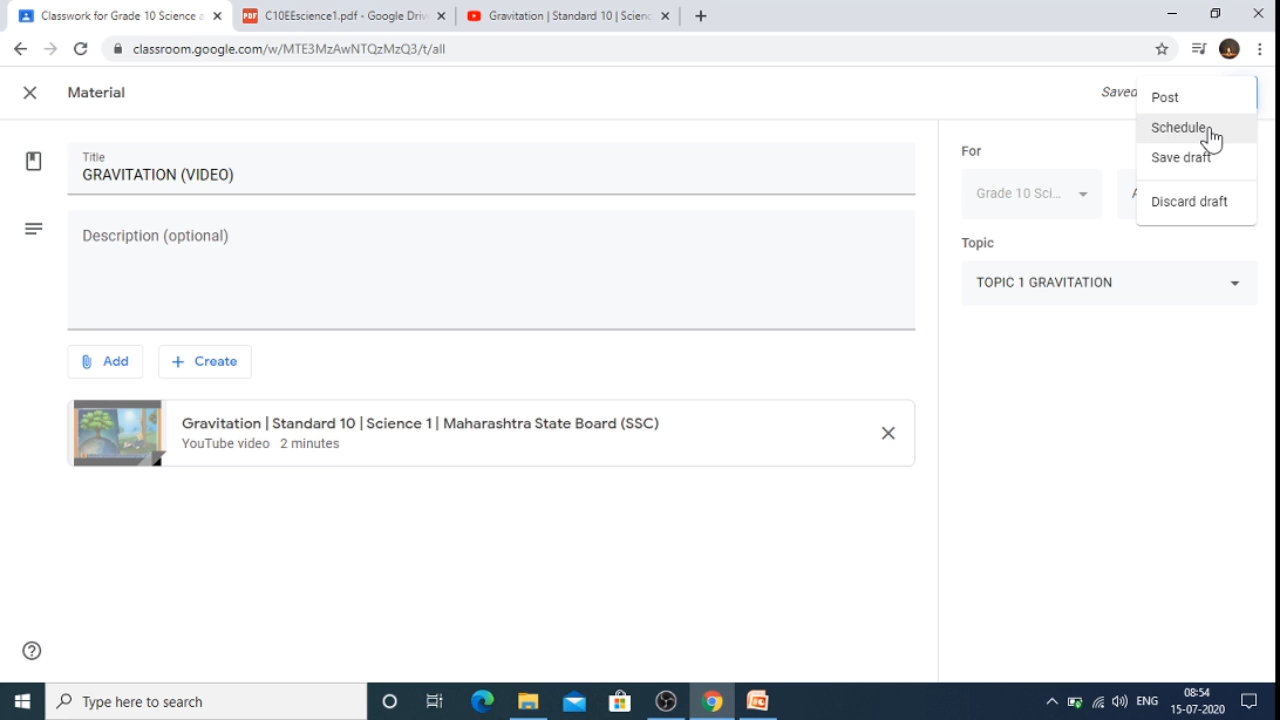 Classwork for Grade 10 Science a
PDF C10EEscience1.pdf - Google Driv
Gravitation | Standard 10 | Scienc
classroom.google.com/w/MTE3MzAwNTQzMzQ3/t/all
Material
Saved
Post
Schedule
Save draft
Discard draft
Title
GRAVITATION (VIDEO)
Description (optional)
For
Grade 10 Sci...
A
Topic
TOPIC 1 GRAVITATION
Add
Create
Gravitation | Standard 10 | Science 1 | Maharashtra State Board (SSC)
YouTube video 2 minutes
Type here to search
ENG
08:54
15-07-2020